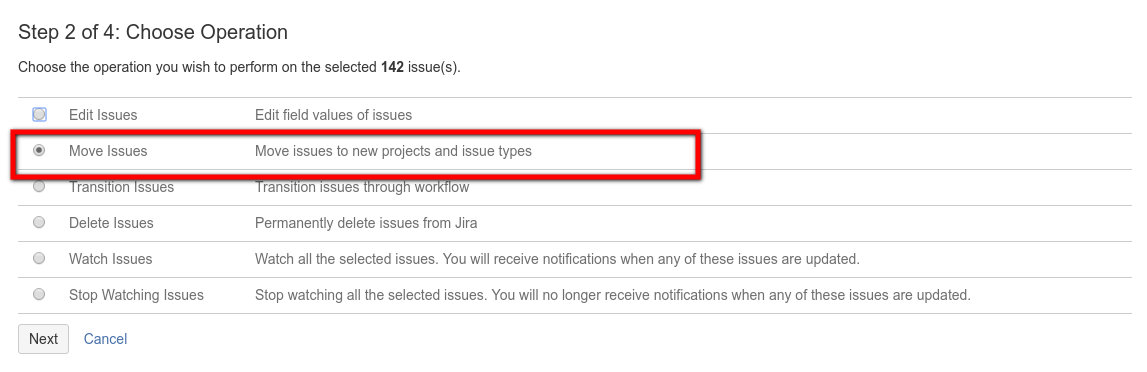 Step 2 of 4: Choose Operation
Choose the operation you wish to perform on the selected 142 issue(s).
Edit Issues Edit field values of issues
Move Issues Move issues to new projects and issue types
Transition Issues Transition issues through workflow
Delete Issues Permanently delete issues from Jira
Watch Issues Watch all the selected issues. You will receive notifications when any of these issues are updated.
Stop Watching Issues Stop watching all the selected issues. You will no longer receive notifications when any of these issues are updated.
Next Cancel